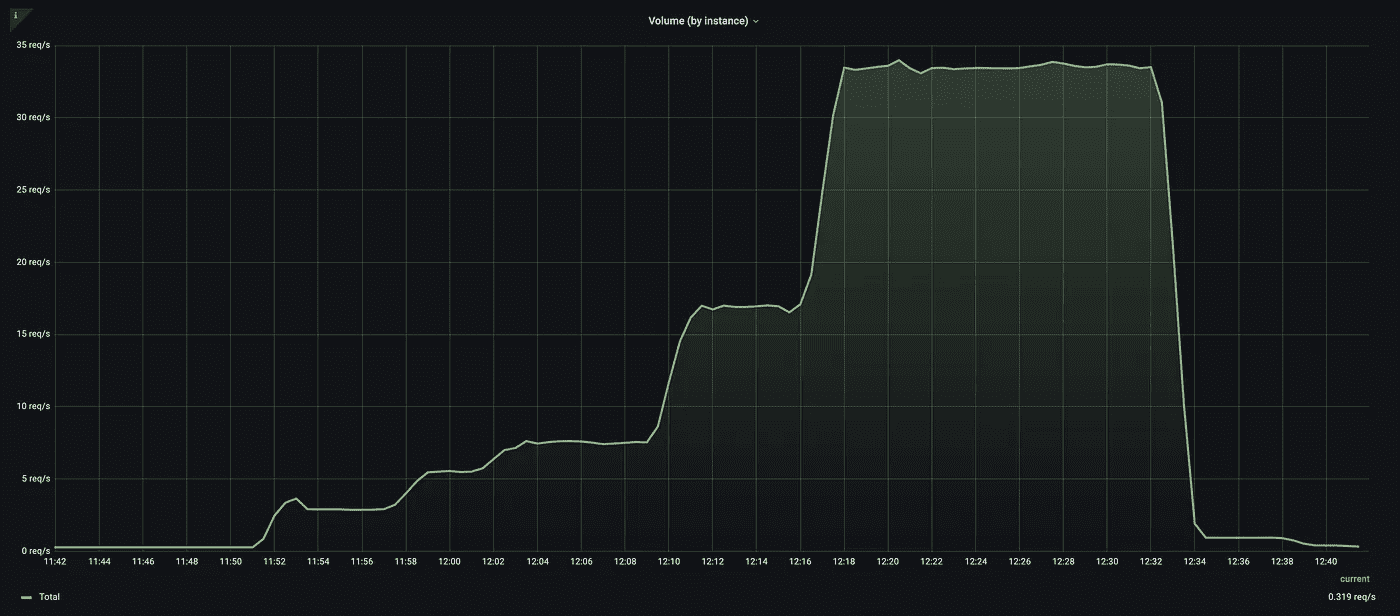 i
Volume (by instance)
35 req/s
30 req/s
25 req/s
20 req/s
15 req/s
10 req/s
5 req/s
0 req/s
11:42 11:44 11:46 11:48 11:50 11:52 11:54 11:56 11:58 12:00 12:02 12:04 12:06 12:08 12:10 12:12 12:14 12:16 12:18 12:20 12:22 12:24 12:26 12:28 12:30 12:32 12:34 12:36 12:38 12:40
current
Total 0.319 req/s